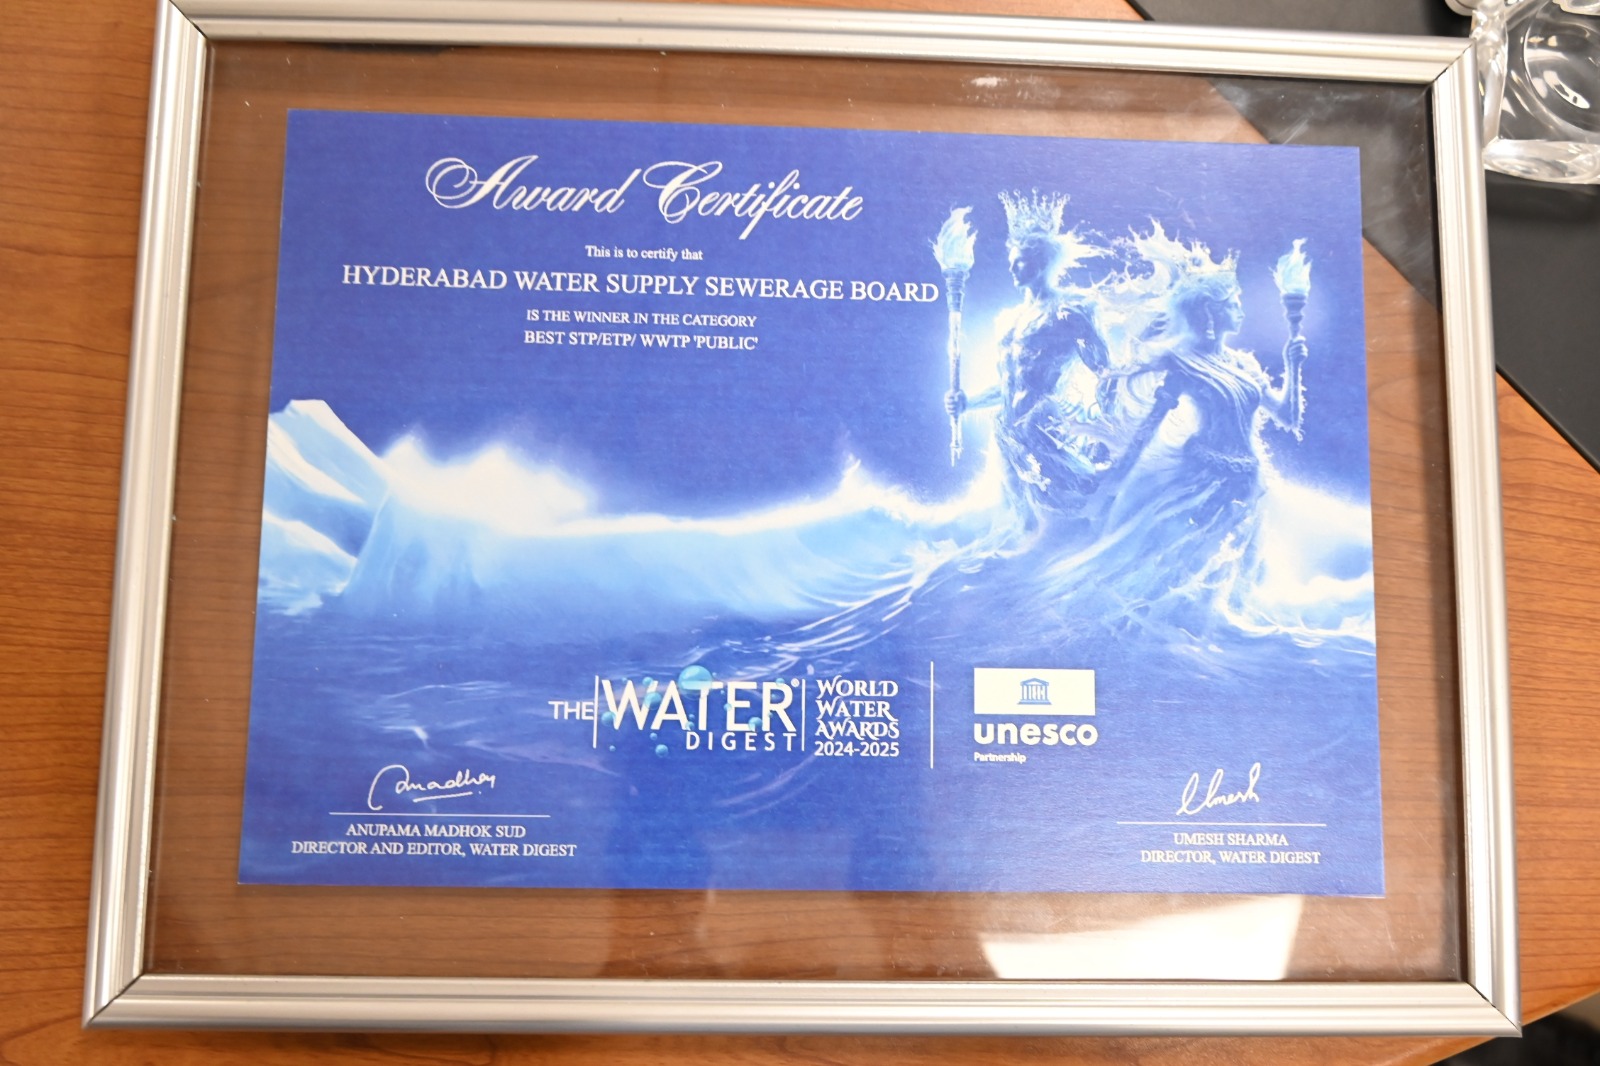 Award Certificate
This is to certify that
HYDERABAD WATER SUPPLY SEWERAGE BOARD
IS THE WINNER IN THE CATEGORY
BEST STP/ETP/ WWTP 'PUBLIC'
THE WATER®
DIGEST
WORLD
WATER
AWARDS
2024-2025
unesco
Partnership
Amadhok
ANUPAMA MADHOK SUD
DIRECTOR AND EDITOR, WATER DIGEST
Umesh
UMESH SHARMA
DIRECTOR, WATER DIGEST